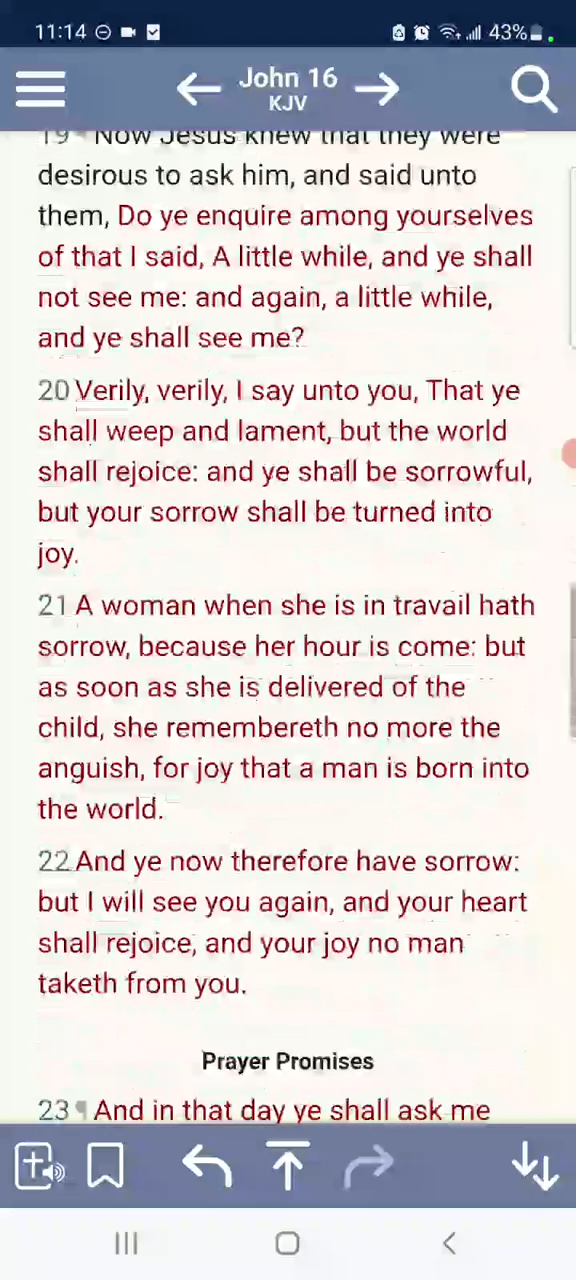 11:14
43%
John 16
KJV
19 ¶ Now Jesus knew that they were
desirous to ask him, and said unto
them, Do ye enquire among yourselves
of that I said, A little while, and ye shall
not see me: and again, a little while,
and ye shall see me?
20 Verily, verily, I say unto you, That ye
shall weep and lament, but the world
shall rejoice: and ye shall be sorrowful,
but your sorrow shall be turned into
joy.
21 A woman when she is in travail hath
sorrow, because her hour is come: but
as soon as she is delivered of the
child, she remembereth no more the
anguish, for joy that a man is born into
the world.
22 And ye now therefore have sorrow:
but I will see you again, and your heart
shall rejoice, and your joy no man
taketh from you.
Prayer Promises
23 ¶ And in that day ye shall ask me